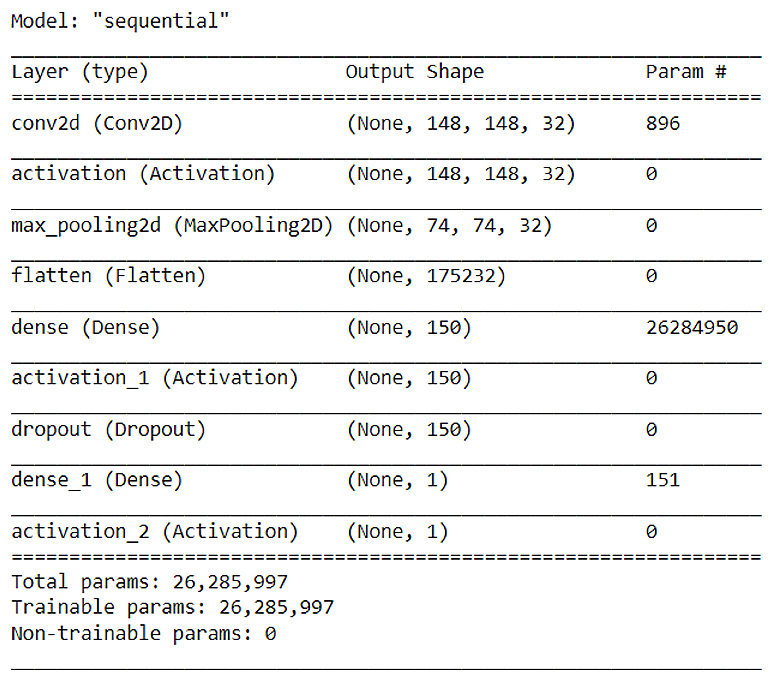 Model: "sequential"
Layer (type) Output Shape Param #
=================================================================
conv2d (Conv2D) (None, 148, 148, 32) 896
activation (Activation) (None, 148, 148, 32) 0
max_pooling2d (MaxPooling2D) (None, 74, 74, 32) 0
flatten (Flatten) (None, 175232) 0
dense (Dense) (None, 150) 26284950
activation_1 (Activation) (None, 150) 0
dropout (Dropout) (None, 150) 0
dense_1 (Dense) (None, 1) 151
activation_2 (Activation) (None, 1) 0
=================================================================
Total params: 26,285,997
Trainable params: 26,285,997
Non-trainable params: 0